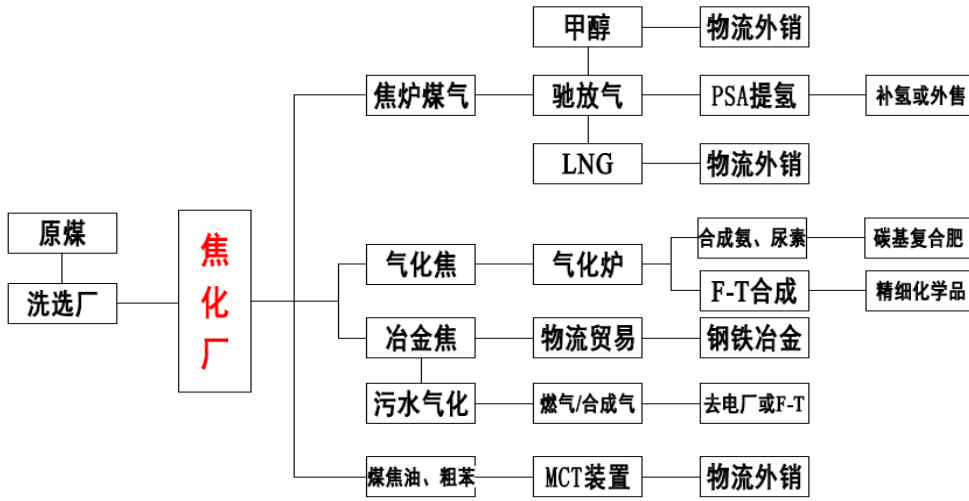 甲醇
物流外销
焦炉煤气
驰放气
PSA提氢
补氢或外售
LNG
物流外销
原煤
洗选厂
焦
化
厂
气化焦
气化炉
合成氨、尿素
碳基复合肥
F-T合成
精细化学品
冶金焦
物流贸易
钢铁冶金
污水气化
燃气/合成气
去电厂或F-T
煤焦油、粗苯
MCT装置
物流外销